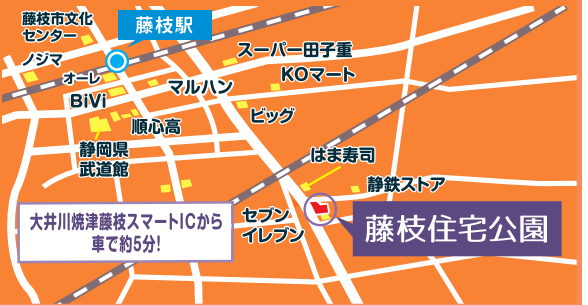 藤枝市文化
センター
藤枝駅
ノジマ
オーレ
BiVi
マルハン
スーパー田子重
KOマート
ビッグ
順心高
静岡県
武道館
はま寿司
静鉄ストア
セブン
イレブン
藤枝住宅公園
大井川焼津藤枝スマートICから
車で約5分!